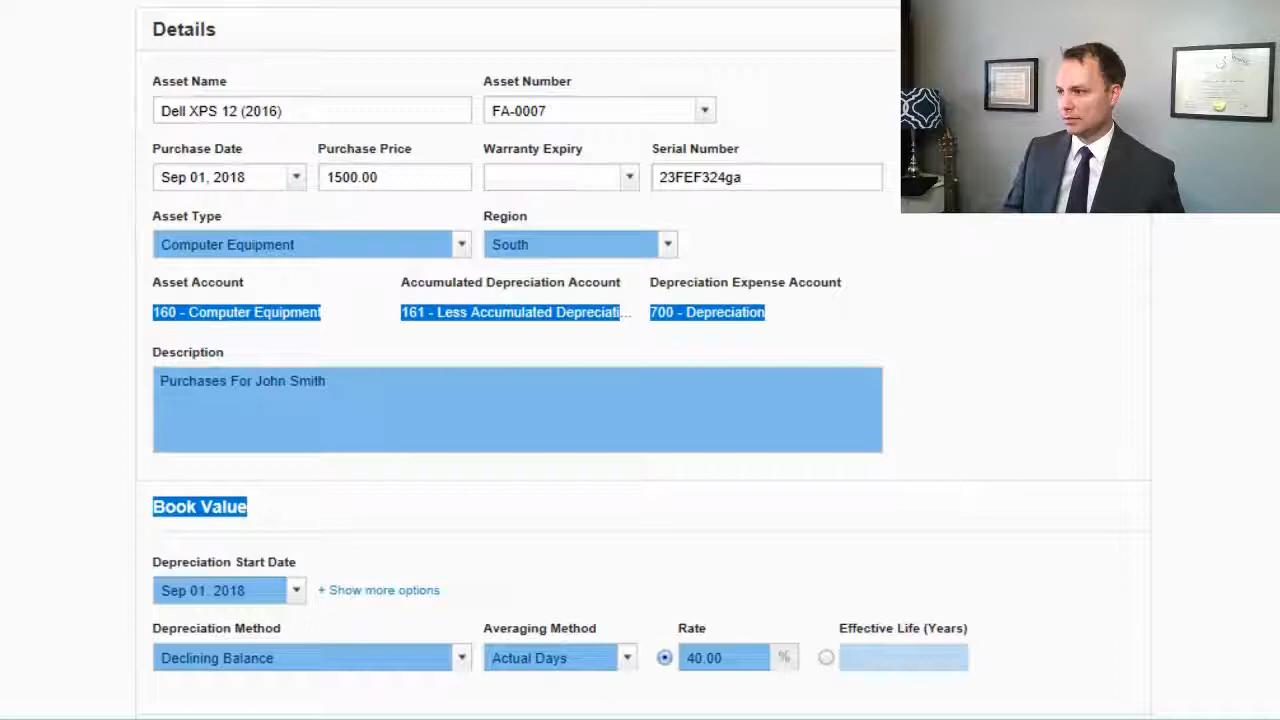 Details
Asset Name Asset Number
Dell XPS 12 (2016) FA-0007
Purchase Date Purchase Price Warranty Expiry Serial Number
Sep 01, 2018 1500.00 23FEF324ga
Asset Type Region
Computer Equipment South
Asset Account Accumulated Depreciation Account Depreciation Expense Account
160 - Computer Equipment 161 - Less Accumulated Depreciati... 700 - Depreciation
Description
Purchases For John Smith
Book Value
Depreciation Start Date
Sep 01, 2018 + Show more options
Depreciation Method Averaging Method Rate Effective Life (Years)
Declining Balance Actual Days 40.00 %